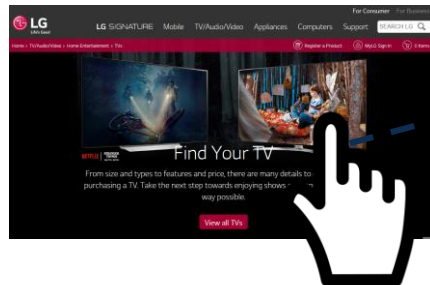 For Consumer For Business
LG
Life's Good
LG SIGNATURE Mobile TV/Audio/Video Appliances Computers Support SEARCH LG
Home > TV/Audio/Video > Home Entertainment > TVs Register a Product MyLG Sign In 2 Items
NETFLIX
Find Your TV
From size and types to features and price, there are many details to
purchasing a TV. Take the next step towards enjoying shows
way possible.
View all TVs